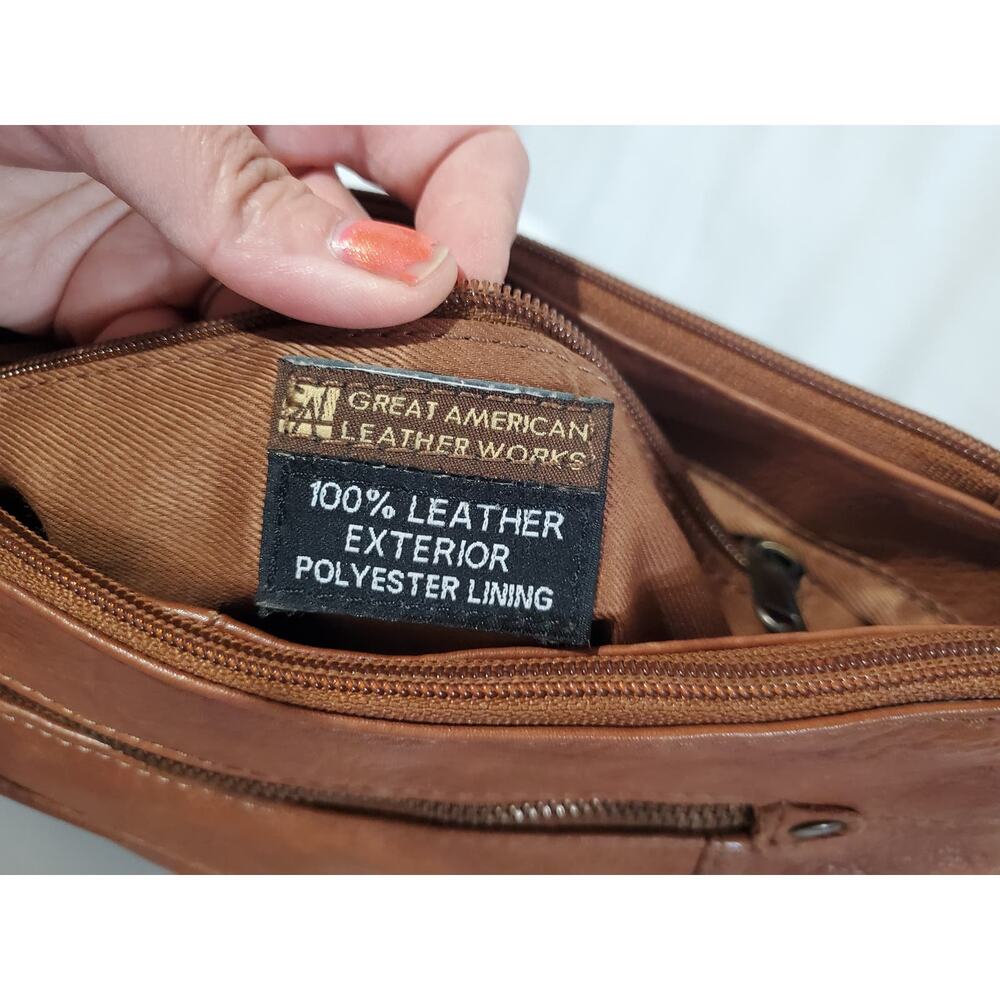 GREAT AMERICAN
LEATHER WORKS
100% LEATHER
EXTERIOR
POLYESTER LINING